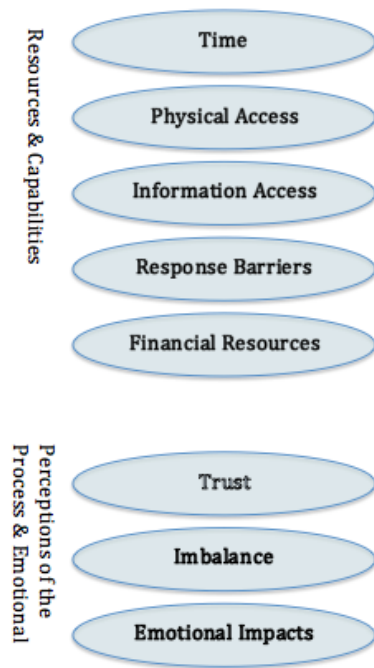 Resources & Capabilities
Time
Physical Access
Information Access
Response Barriers
Financial Resources
Perceptions of the
Process & Emotional
Trust
Imbalance
Emotional Impacts